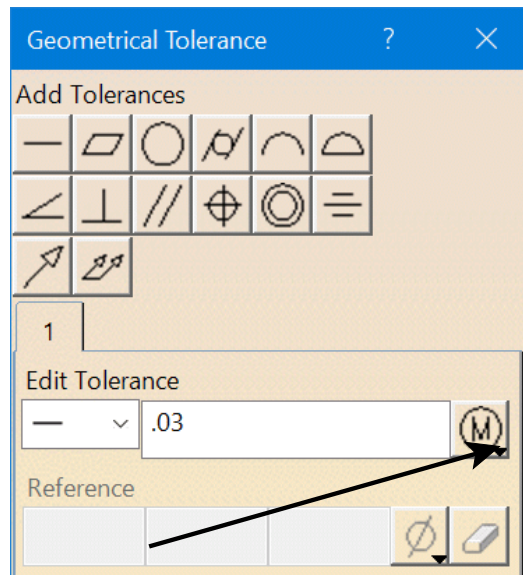 Geometrical Tolerance ? ×
Add Tolerances
1
Edit Tolerance
.03 Ⓜ
Reference